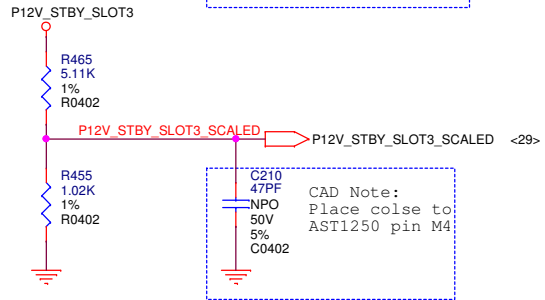 P12V_STBY_SLOT3
R465
5.11K
1%
R0402
P12V_STBY_SLOT3_SCALED
P12V_STBY_SLOT3_SCALED <29>
R455
1.02K
1%
R0402
C210
47PF
NPO
50V
5%
C0402
CAD Note:
Place colse to
AST1250 pin M4